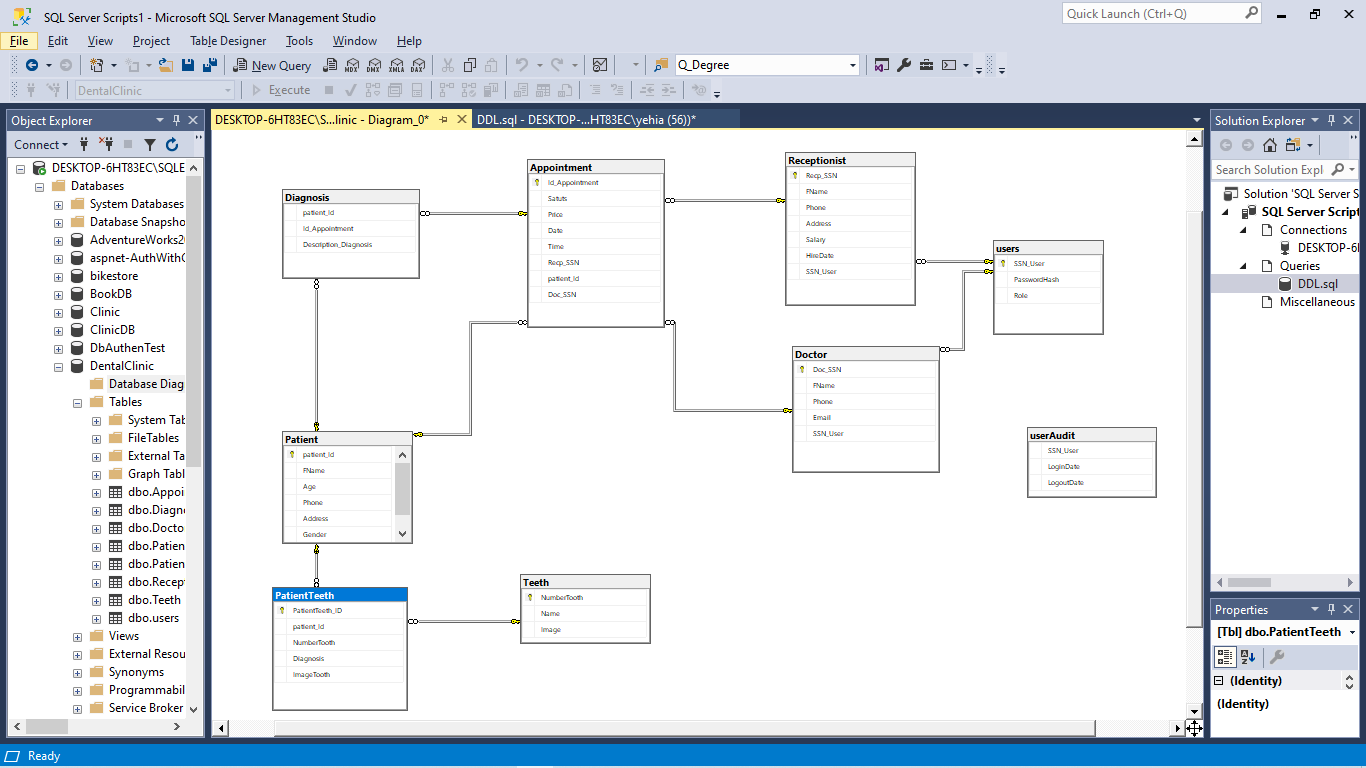 SQL Server Scripts1 - Microsoft SQL Server Management Studio
Quick Launch (Ctrl+Q)
File Edit View Project Table Designer Tools Window Help
New Query MDX DMX XMLA DAX Q_Degree
DentalClinic Execute
Object Explorer
Connect
DESKTOP-6HT83EC\SQLE
Databases
System Databases
Database Snapsho
AdventureWorks20
aspnet-AuthWithC
bikestore
BookDB
Clinic
ClinicDB
DbAuthenTest
DentalClinic
Database Diag
Tables
System Tab
FileTables
External Ta
Graph Tabl
dbo.Appoi
dbo.Diagn
dbo.Docto
dbo.Patien
dbo.Patien
dbo.Recep
dbo.Teeth
dbo.users
Views
External Resou
Synonyms
Programmabil
Service Broker
DESKTOP-6HT83EC\S...linic - Diagram_0*
DDL.sql - DESKTOP-...HT83EC\yehia (56))*
Diagnosis
patient_Id
Id_Appointment
Description_Diagnosis
Appointment
Id_Appointment
Satuts
Price
Date
Time
Recp_SSN
patient_Id
Doc_SSN
Receptionist
Recp_SSN
FName
Phone
Address
Salary
HireDate
SSN_User
users
SSN_User
PasswordHash
Role
Doctor
Doc_SSN
FName
Phone
Email
SSN_User
userAudit
SSN_User
LoginDate
LogoutDate
Patient
patient_Id
FName
Age
Phone
Address
Gender
PatientTeeth
PatientTeeth_ID
patient_Id
NumberTooth
Diagnosis
ImageTooth
Teeth
NumberTooth
Name
Image
Solution Explorer
Search Solution Expl
Solution 'SQL Server S
SQL Server Script
Connections
DESKTOP-6I
Queries
DDL.sql
Miscellaneous
Properties
[Tbl] dbo.PatientTeeth
(Identity)
(Identity)
Ready